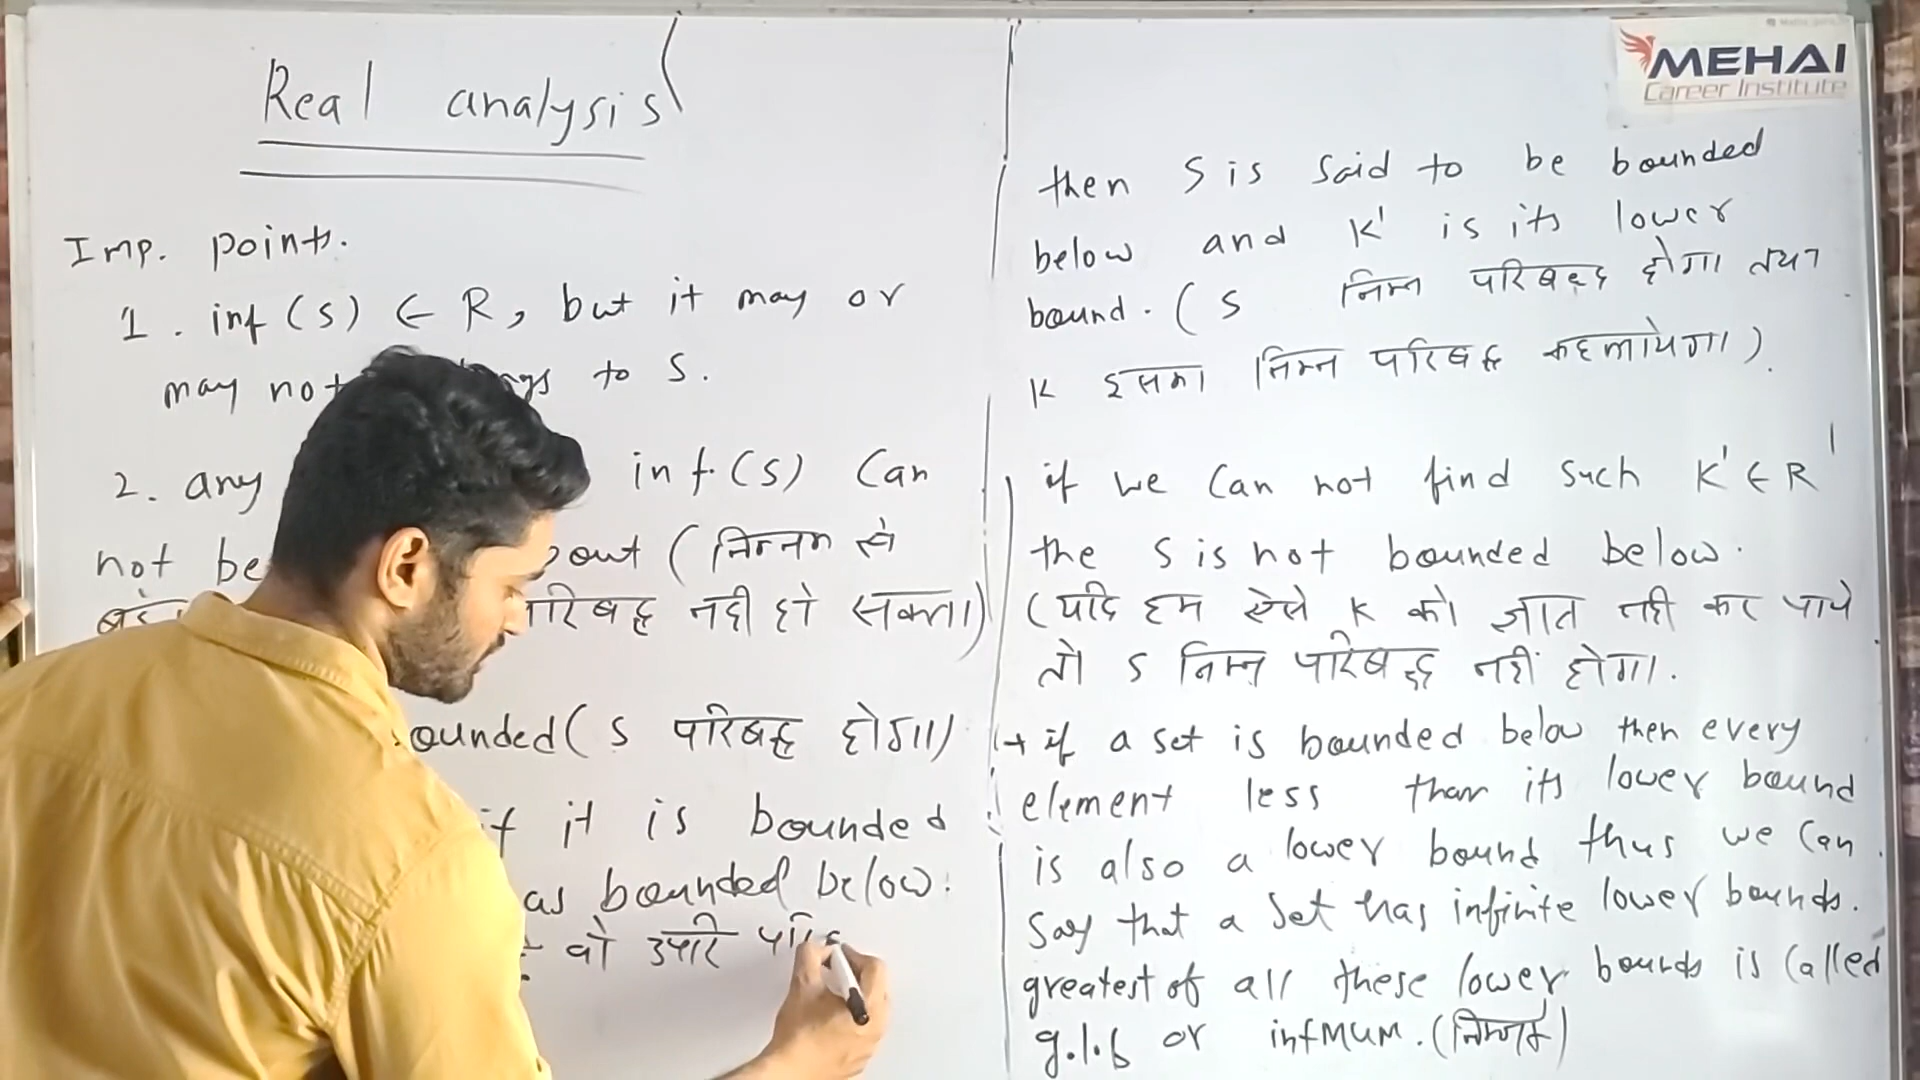 Real analysis
Imp. points.
1. inf (S) ∈ R, but it may or
may not to S.
2. any inf.(S) Can
not be (निम्नतम से
परिबद्ध नही हो सकता)
ounded (S परिबद्ध होगा)
if it is bounded
as bounded below.
वो उपरि परि
MEHAI
Career Institute
then S is said to be bounded
below and K' is its lower
bound. (S निम्न परिबद्ध होगा तथा
K इसका निम्न परिबद्ध कहलायेगा).
if we can not find such K' ∈ R
the S is not bounded below.
(यदि हम ऐसे K को ज्ञात नही कर पाये
तो S निम्न परिबद्ध नहीं होगा.
→ if a set is bounded below then every
element less than its lower bound
is also a lower bound thus we can
say that a set has infinite lower bounds.
greatest of all these lower bounds is called
g.l.b or infmum.